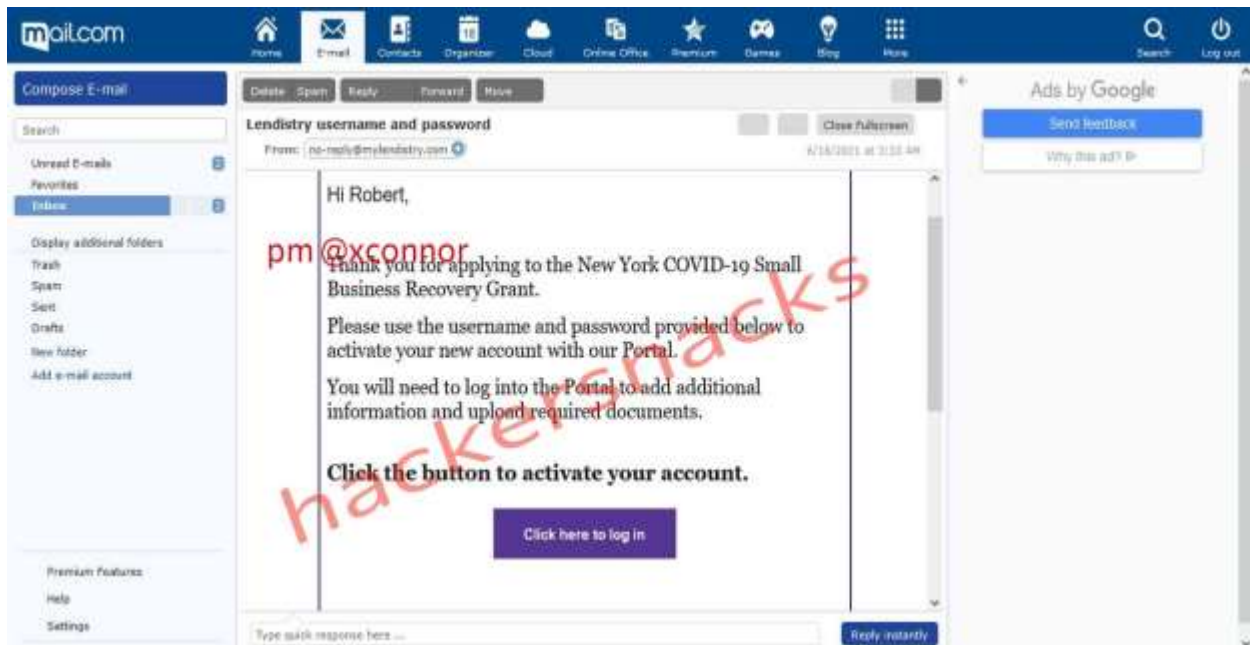 mail.com
Home
E-mail
Contacts
Organizer
Cloud
Online Office
Premium
Games
Blog
More
Search
Log out
Compose E-mail
Search
Unread E-mails
Favorites
Inbox
Display additional folders
Trash
Spam
Sent
Drafts
New folder
Add e-mail account
Premium Features
Help
Settings
Delete Spam Reply Forward Move
Lendistry username and password
Close fullscreen
From: no-reply@mylendistry.com
Hi Robert,
pm @xconnor
Thank you for applying to the New York COVID-19 Small
Business Recovery Grant.
Please use the username and password provided below to
activate your new account with our Portal.
You will need to log into the Portal to add additional
information and upload required documents.
Click the button to activate your account.
Click here to log in
hackersnacks
Type quick response here ...
Reply instantly
Ads by Google
Send feedback
Why this ad?